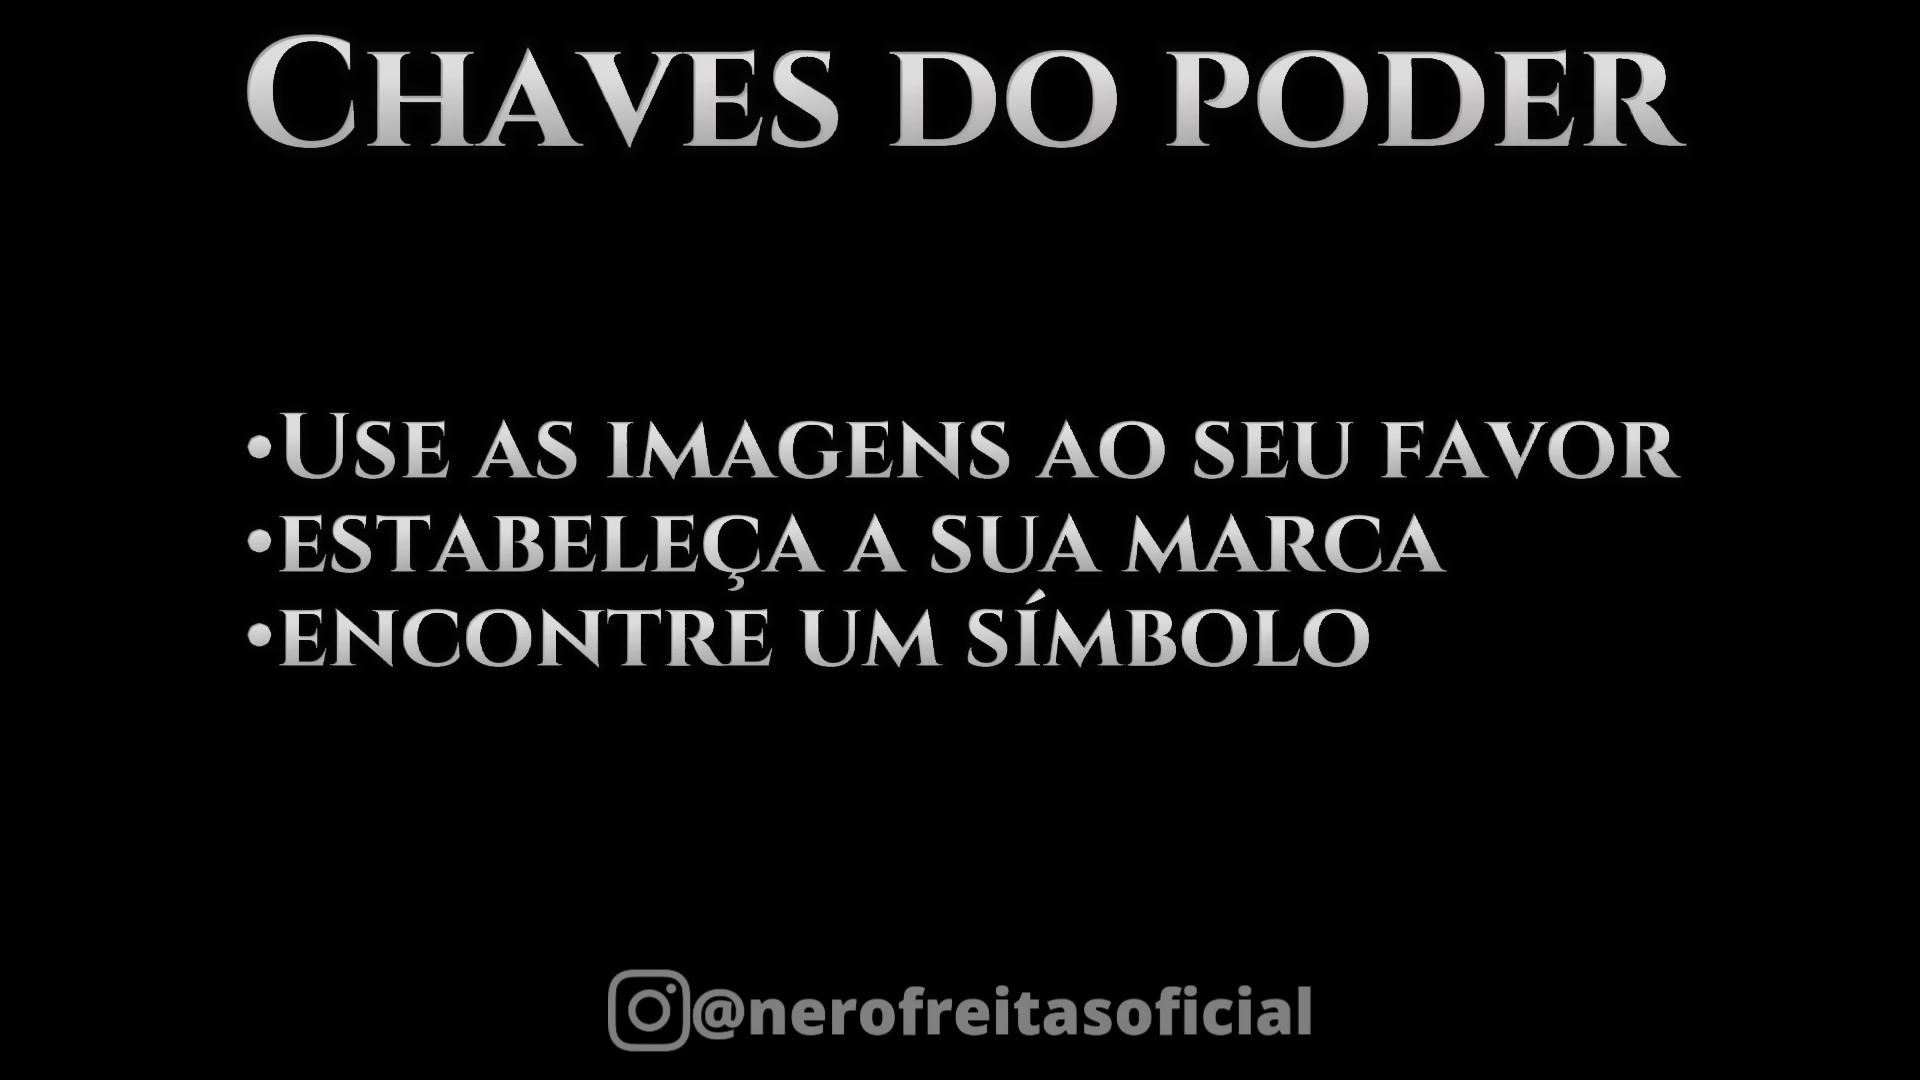 Chaves do poder
•Use as imagens ao seu favor
•estabeleça a sua marca
•encontre um símbolo
@nerofreitasoficial